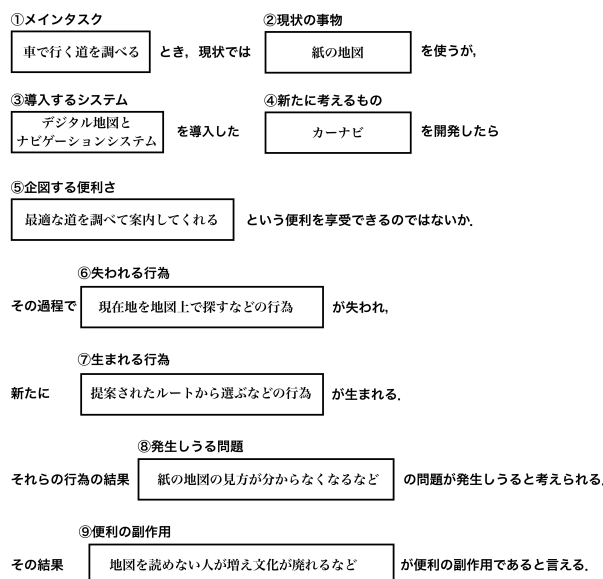 ①メインタスク ②現状の事物
車で行く道を調べる とき，現状では 紙の地図 を使うが，
③導入するシステム ④新たに考えるもの
デジタル地図と
ナビゲーションシステム を導入した カーナビ を開発したら
⑤企図する便利さ
最適な道を調べて案内してくれる という便利を享受できるのではないか．
⑥失われる行為
その過程で 現在地を地図上で探すなどの行為 が失われ，
⑦生まれる行為
新たに 提案されたルートから選ぶなどの行為 が生まれる．
⑧発生しうる問題
それらの行為の結果 紙の地図の見方が分からなくなるなど の問題が発生しうると考えられる．
⑨便利の副作用
その結果 地図を読めない人が増え文化が廃れるなど が便利の副作用であると言える．